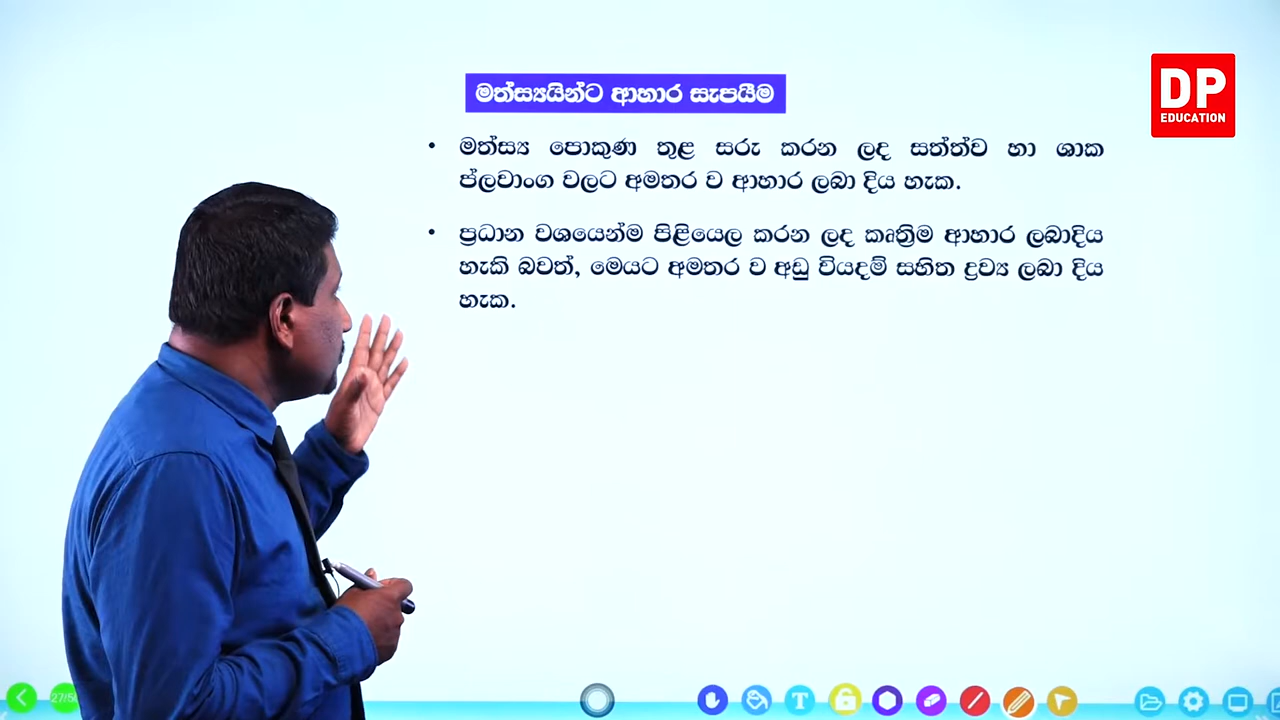 DP
EDUCATION
මත්ස්‍යයින්ට ආහාර සැපයීම
• මත්ස්‍ය පොකුණ තුළ සරු කරන ලද සත්ත්ව හා ශාක
ප්ලවාංග වලට අමතර ව ආහාර ලබා දිය හැක.
• ප්‍රධාන වශයෙන්ම පිළියෙල කරන ලද කෘත්‍රිම ආහාර ලබාදිය
හැකි බවත්, මෙයට අමතර ව අඩු වියදම් සහිත ද්‍රව්‍ය ලබා දිය
හැක.
T